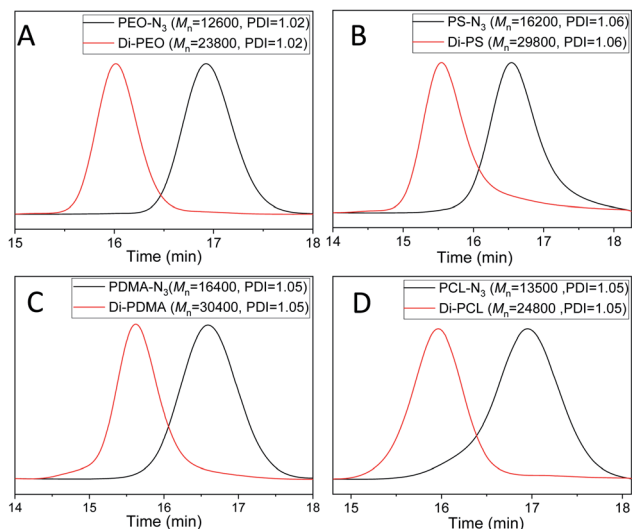 A
PEO-N3 (Mn=12600, PDI=1.02)
Di-PEO (Mn=23800, PDI=1.02)
15 16 17 18
Time (min)
B
PS-N3 (Mn=16200, PDI=1.06)
Di-PS (Mn=29800, PDI=1.06)
14 15 16 17 18
Time (min)
C
PDMA-N3(Mn=16400, PDI=1.05)
Di-PDMA (Mn=30400, PDI=1.05)
14 15 16 17 18
Time (min)
D
PCL-N3 (Mn=13500 ,PDI=1.05)
Di-PCL (Mn=24800 ,PDI=1.05)
15 16 17 18
Time (min)